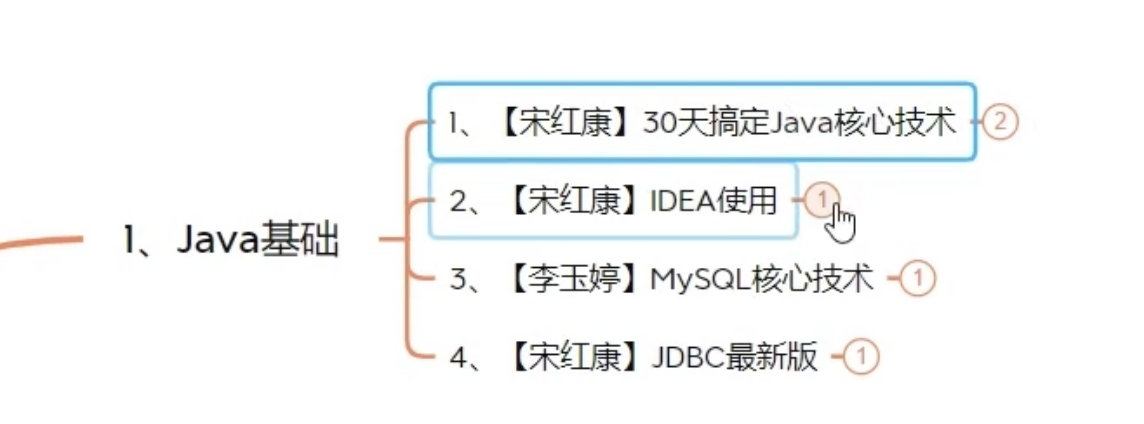 1、Java基础
1、【宋红康】30天搞定Java核心技术 2
2、【宋红康】IDEA使用 1
3、【李玉婷】MySQL核心技术 1
4、【宋红康】JDBC最新版 1